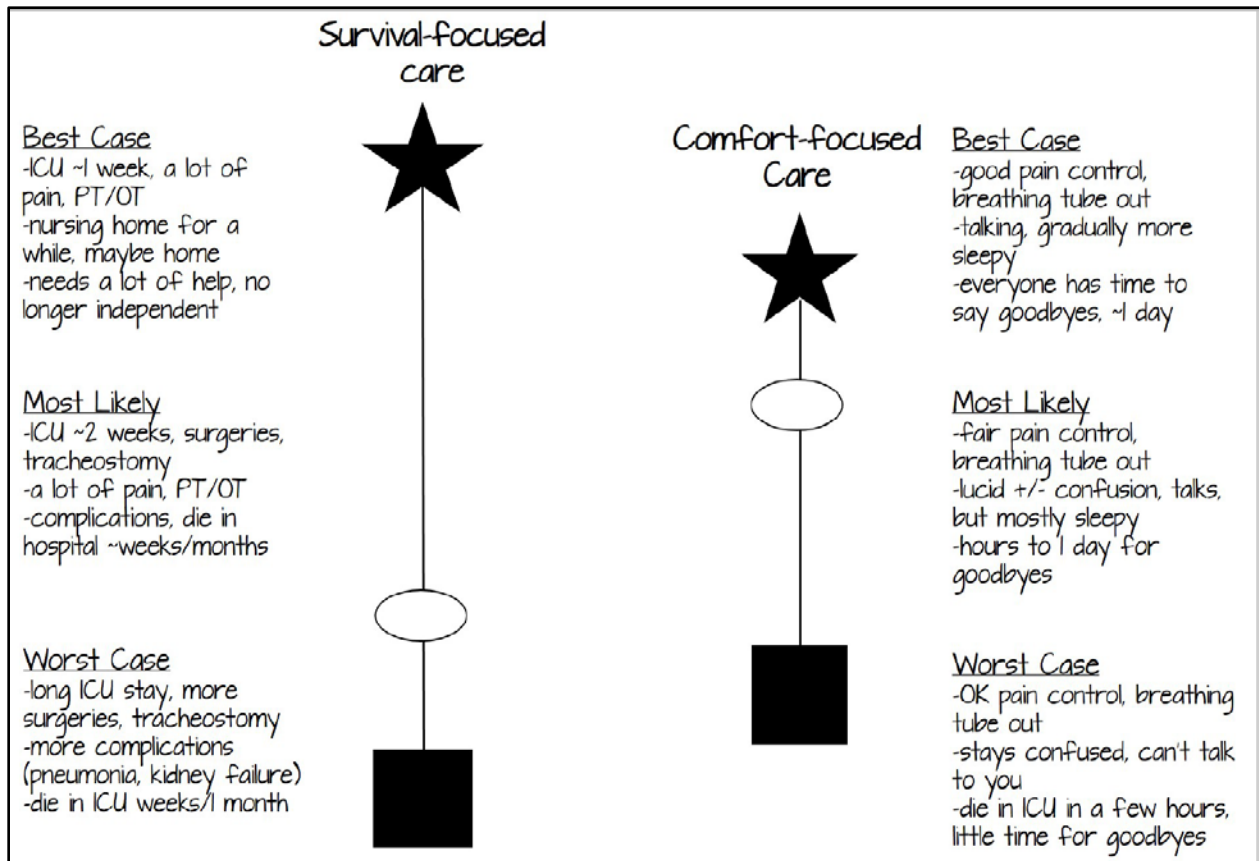 Survival-focused
care
Best Case
-ICU ~1 week, a lot of
pain, PT/OT
-nursing home for a
while, maybe home
-needs a lot of help, no
longer independent
Most Likely
-ICU ~2 weeks, surgeries,
tracheostomy
-a lot of pain, PT/OT
-complications, die in
hospital ~weeks/months
Worst Case
-long ICU stay, more
surgeries, tracheostomy
-more complications
(pneumonia, kidney failure)
-die in ICU weeks/1 month
Comfort-focused
Care
Best Case
-good pain control,
breathing tube out
-talking, gradually more
sleepy
-everyone has time to
say goodbyes, ~1 day
Most Likely
-fair pain control,
breathing tube out
-lucid +/- confusion, talks,
but mostly sleepy
-hours to 1 day for
goodbyes
Worst Case
-OK pain control, breathing
tube out
-stays confused, can't talk
to you
-die in ICU in a few hours,
little time for goodbyes